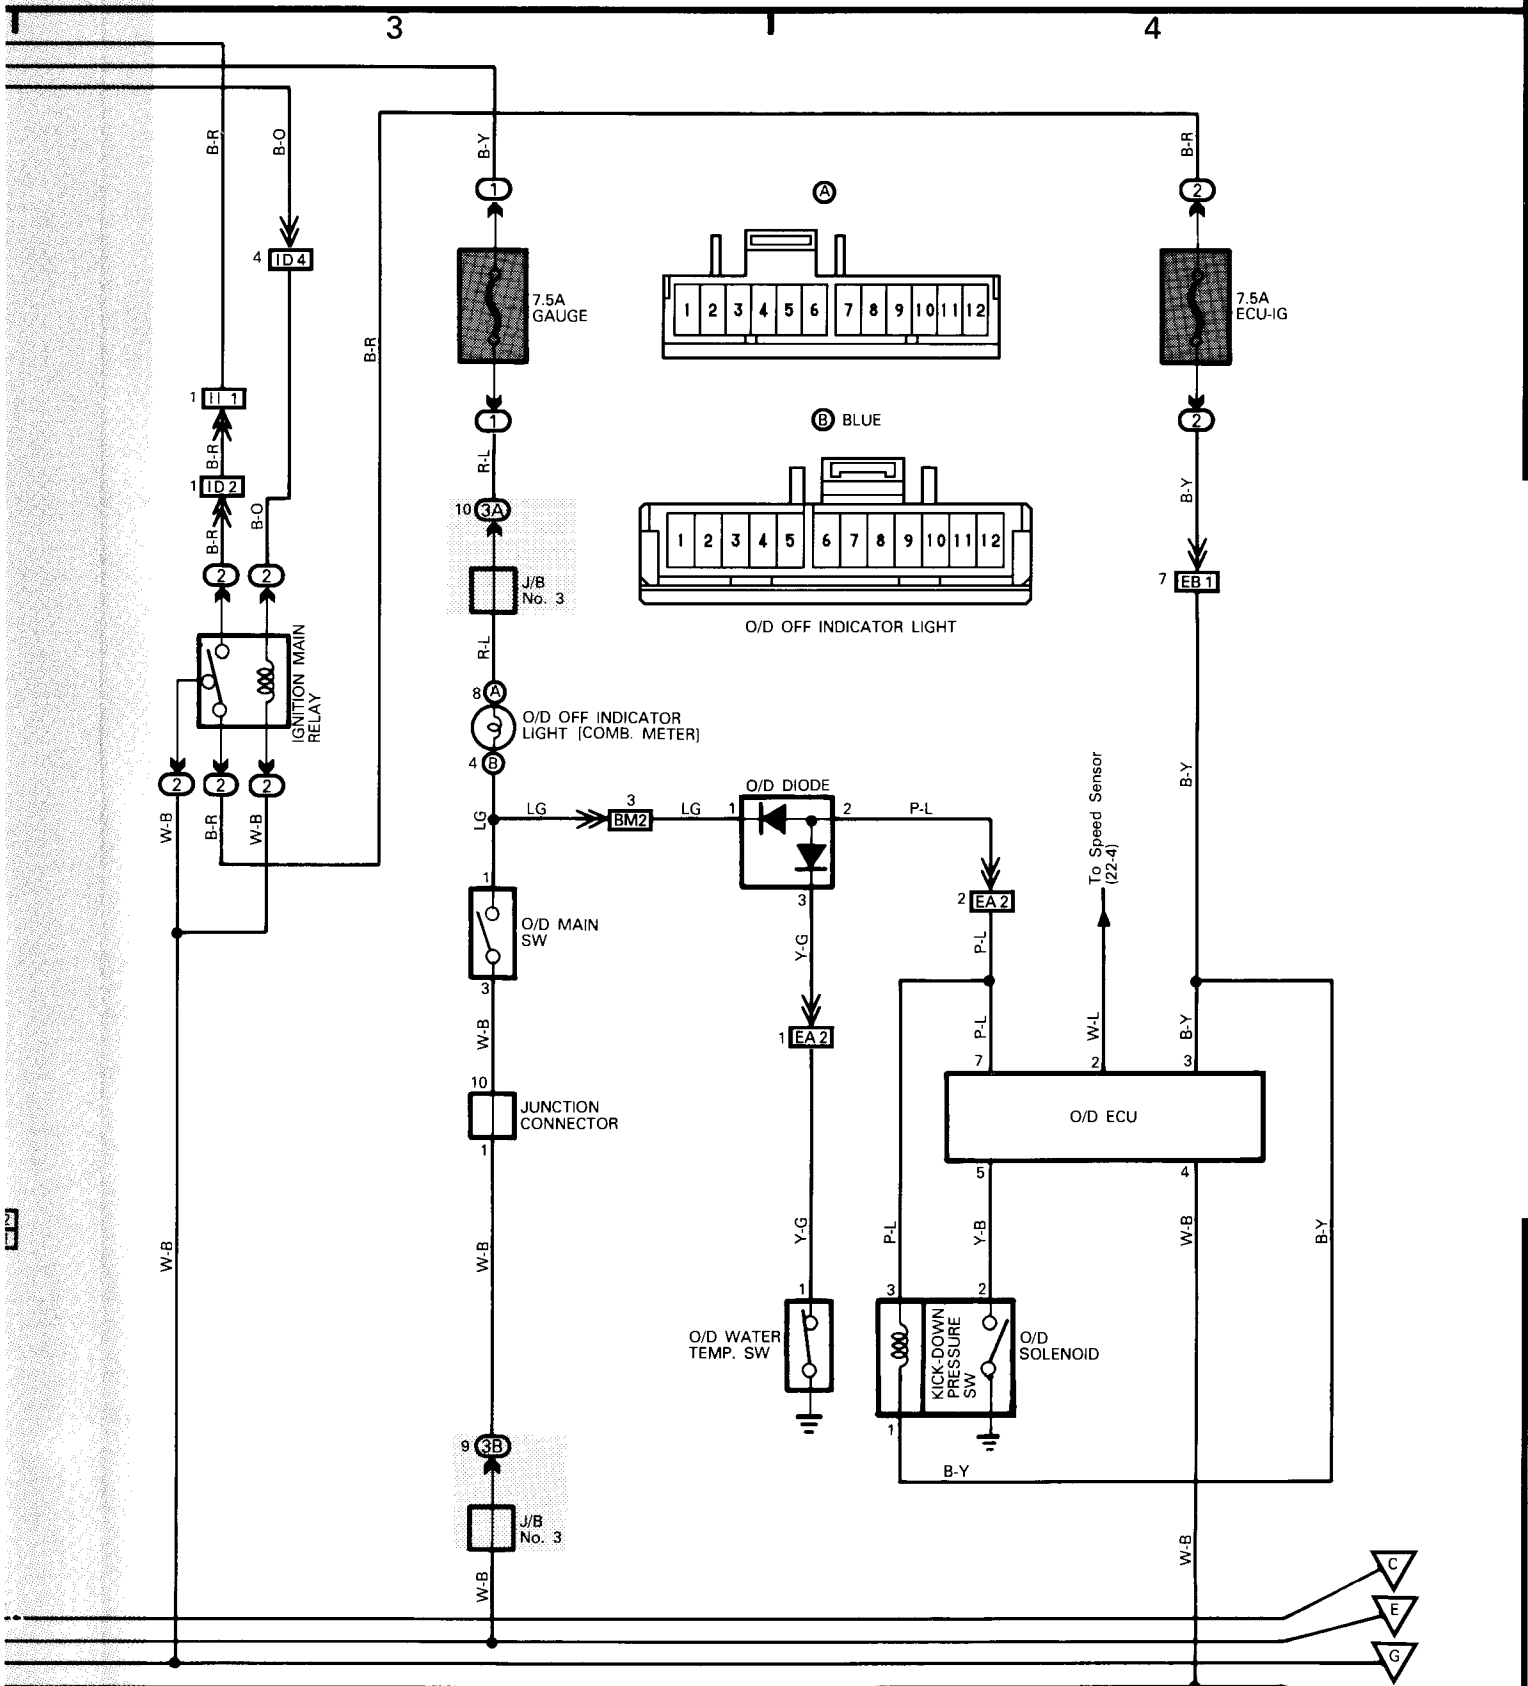 3
4
B-R
B-O
B-Y
B-R
1
2
A
4 ID4
7.5A
GAUGE
7.5A
ECU-IG
1 2 3 4 5 6 7 8 9 10 11 12
B-R
1 II 1
1
2
B BLUE
B-R
R-L
B-Y
1 ID2
10 3A
B-O
B-R
1 2 3 4 5 6 7 8 9 10 11 12
2
2
J/B
No. 3
7 EB1
O/D OFF INDICATOR LIGHT
R-L
IGNITION MAIN
RELAY
8 A
O/D OFF INDICATOR
LIGHT [COMB. METER]
4 B
2
2
2
B-Y
To Speed Sensor
(22-4)
O/D DIODE
W-B
B-R
W-B
LG
LG
3
BM2
LG
1
2
P-L
1
3
2 EA2
O/D MAIN
SW
Y-G
P-L
3
W-B
1 EA2
P-L
W-L
B-Y
7
2
3
10
JUNCTION
CONNECTOR
1
O/D ECU
5
4
W-B
W-B
Y-G
P-L
Y-B
W-B
B-Y
1
3
2
O/D WATER
TEMP. SW
KICK-DOWN
PRESSURE
SW
O/D
SOLENOID
1
9 3B
B-Y
J/B
No. 3
W-B
W-B
C
E
G